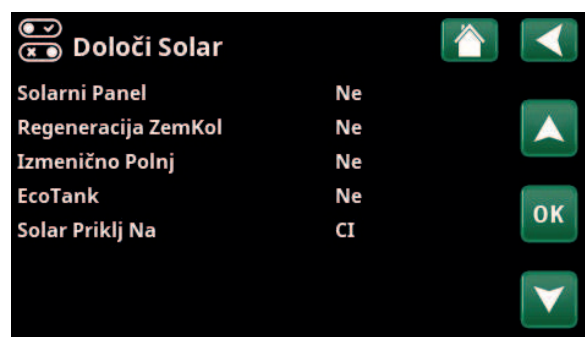 Določi Solar
Solarni Panel Ne
Regeneracija ZemKol Ne
Izmenično Polnj Ne
EcoTank Ne
Solar Priklj Na CI
OK